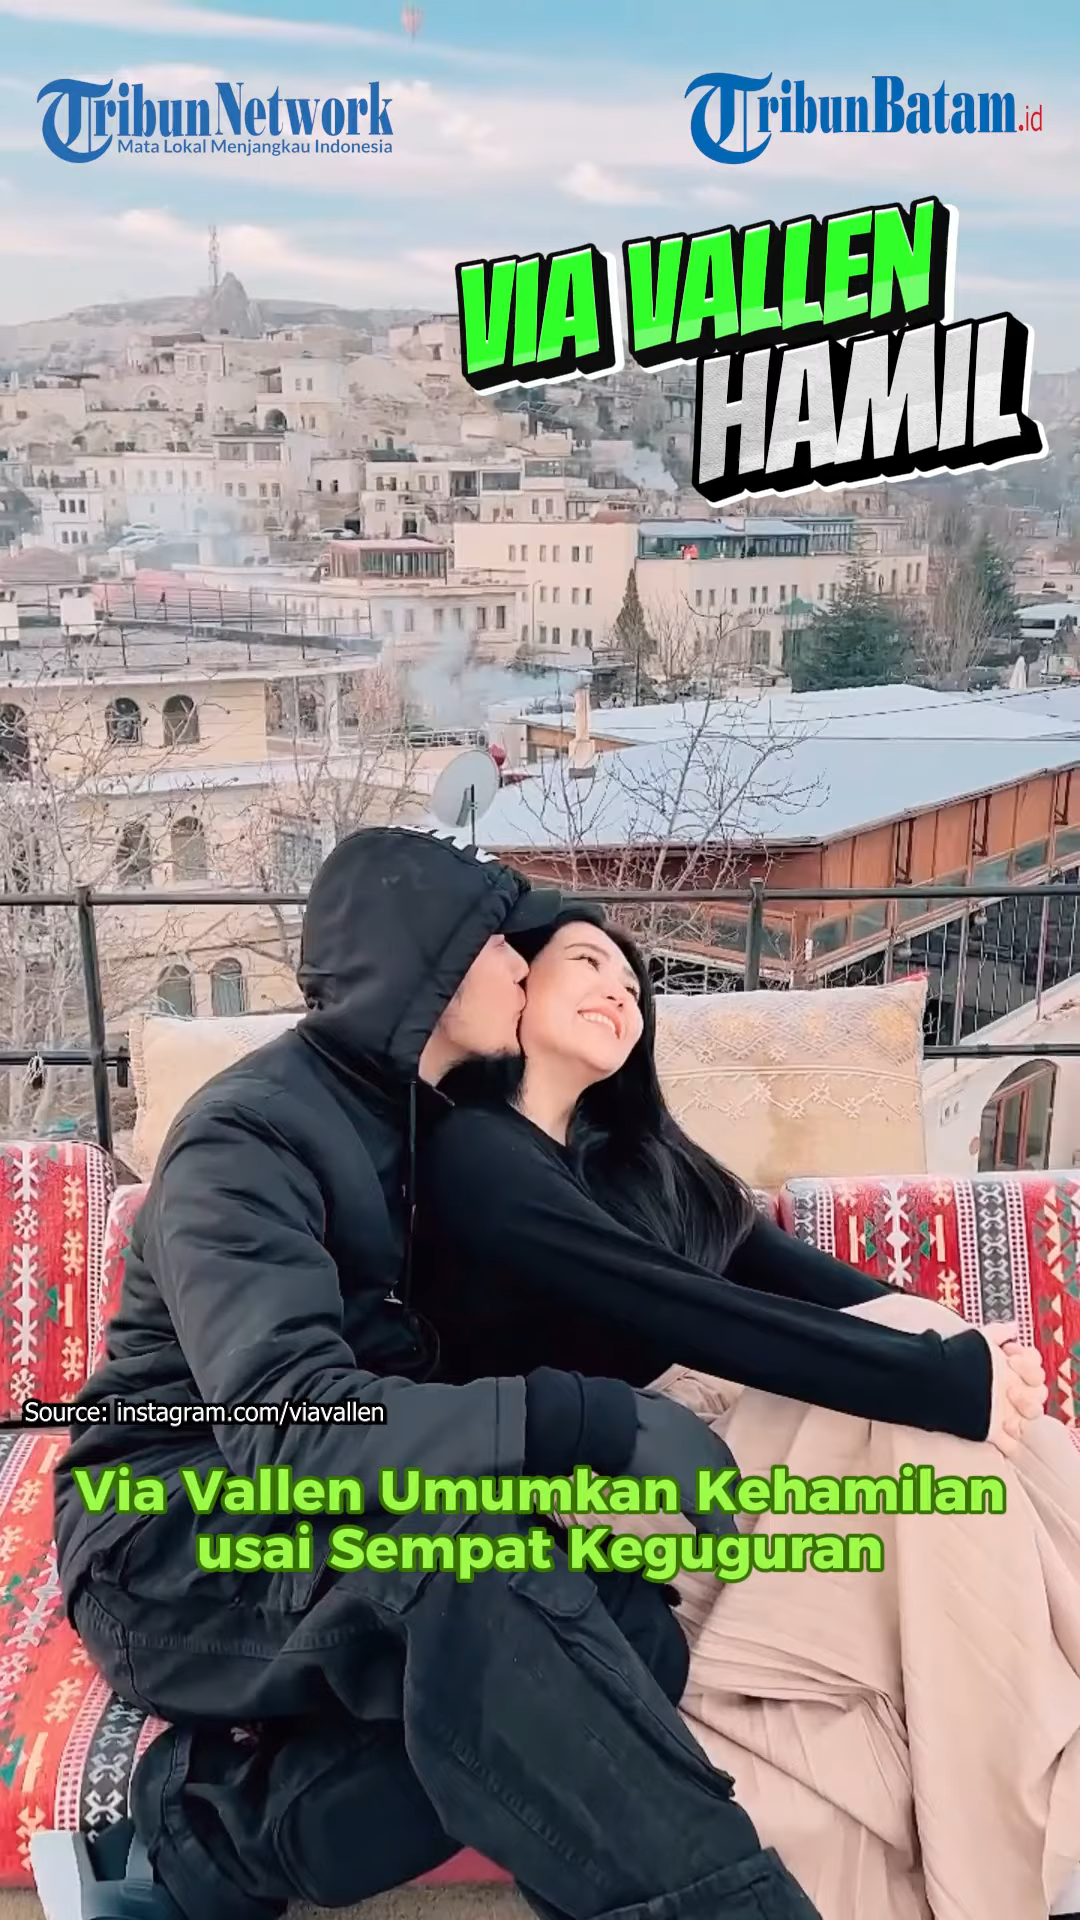 TribunNetwork
Mata Lokal Menjangkau Indonesia
TribunBatam.id
VIA VALLEN
HAMIL
Source: instagram.com/viavallen
Via Vallen Umumkan Kehamilan
usai Sempat Keguguran